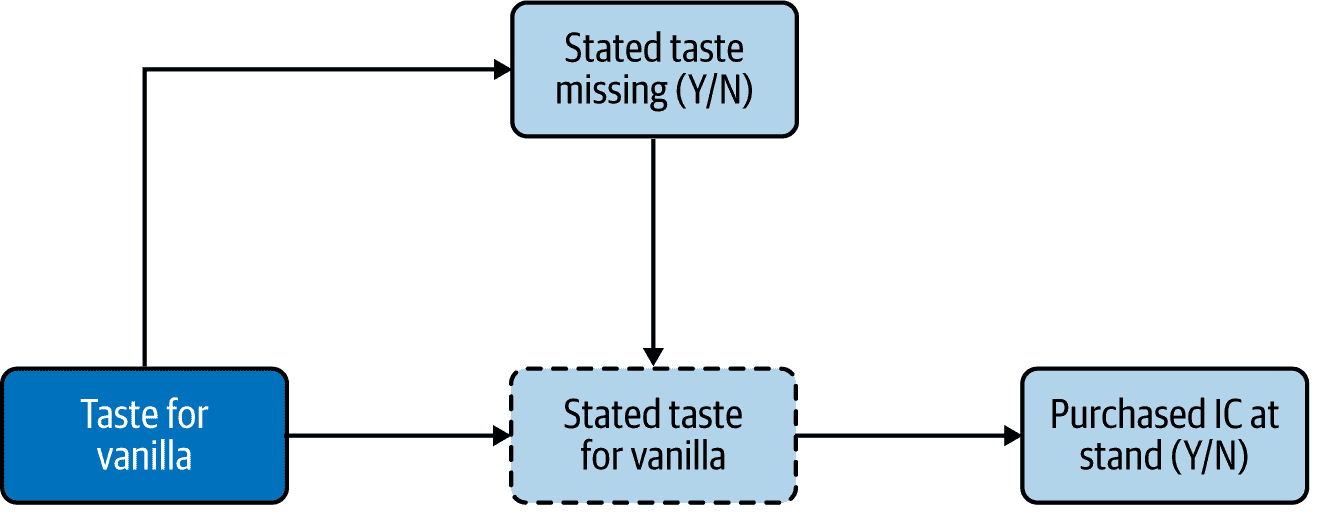 Stated taste
missing (Y/N)
Taste for
vanilla
Stated taste
for vanilla
Purchased IC at
stand (Y/N)